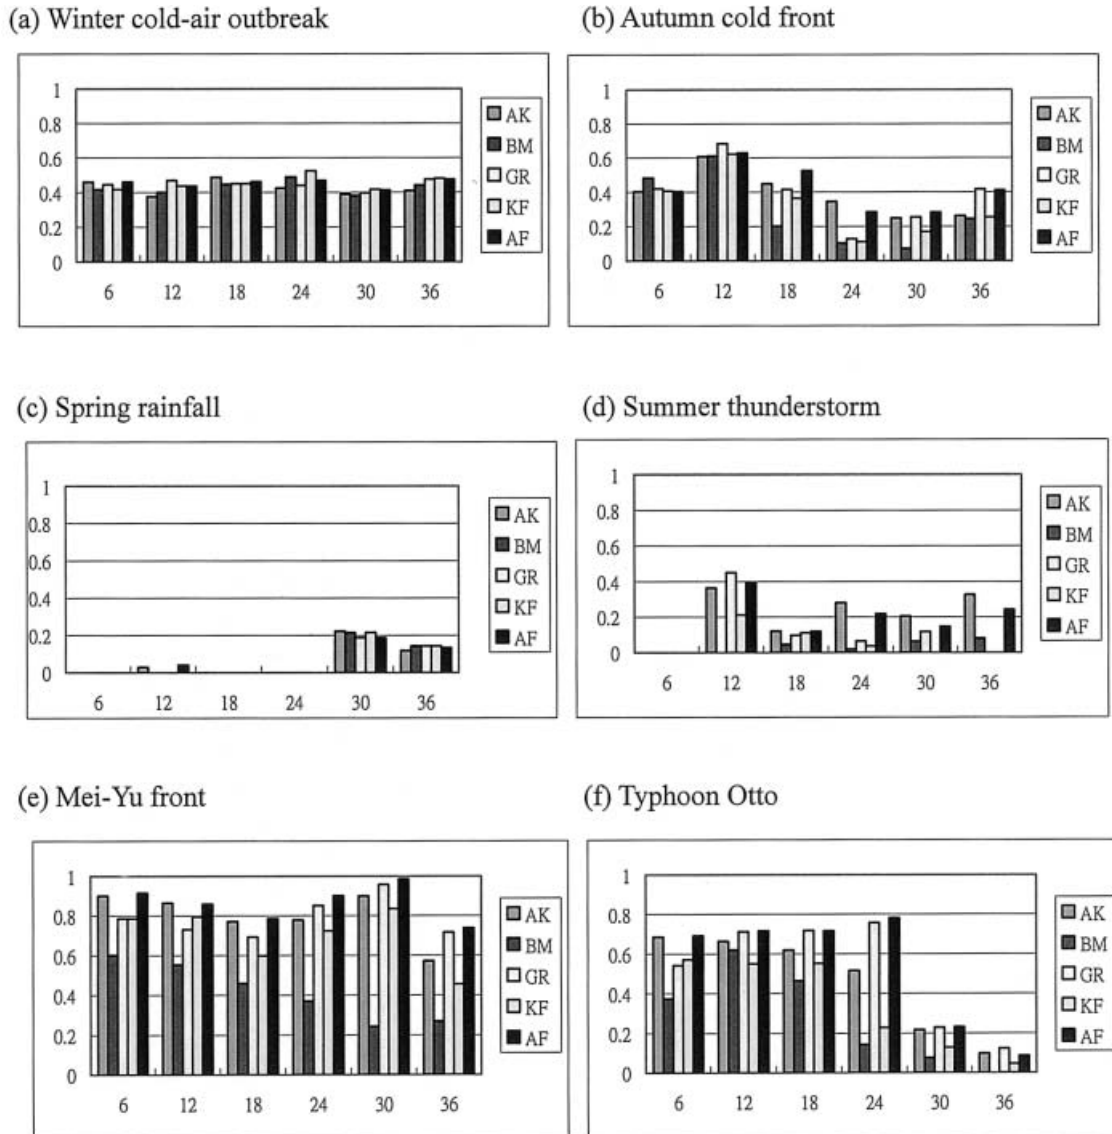 (a) Winter cold-air outbreak
1
0.8
0.6
0.4
0.2
0
6 12 18 24 30 36
AK
BM
GR
KF
AF
(b) Autumn cold front
1
0.8
0.6
0.4
0.2
0
6 12 18 24 30 36
AK
BM
GR
KF
AF
(c) Spring rainfall
1
0.8
0.6
0.4
0.2
0
6 12 18 24 30 36
AK
BM
GR
KF
AF
(d) Summer thunderstorm
1
0.8
0.6
0.4
0.2
0
6 12 18 24 30 36
AK
BM
GR
KF
AF
(e) Mei-Yu front
1
0.8
0.6
0.4
0.2
0
6 12 18 24 30 36
AK
BM
GR
KF
AF
(f) Typhoon Otto
1
0.8
0.6
0.4
0.2
0
6 12 18 24 30 36
AK
BM
GR
KF
AF